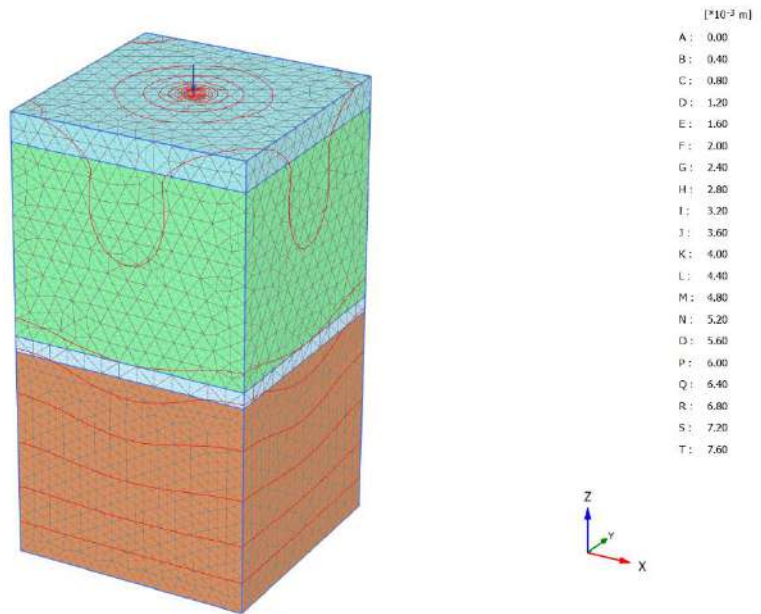 [*10⁻³ m]
A : 0.00
B : 0.40
C : 0.80
D : 1.20
E : 1.60
F : 2.00
G : 2.40
H : 2.80
I : 3.20
J : 3.60
K : 4.00
L : 4.40
M : 4.80
N : 5.20
O : 5.60
P : 6.00
Q : 6.40
R : 6.80
S : 7.20
T : 7.60
Z
Y
X